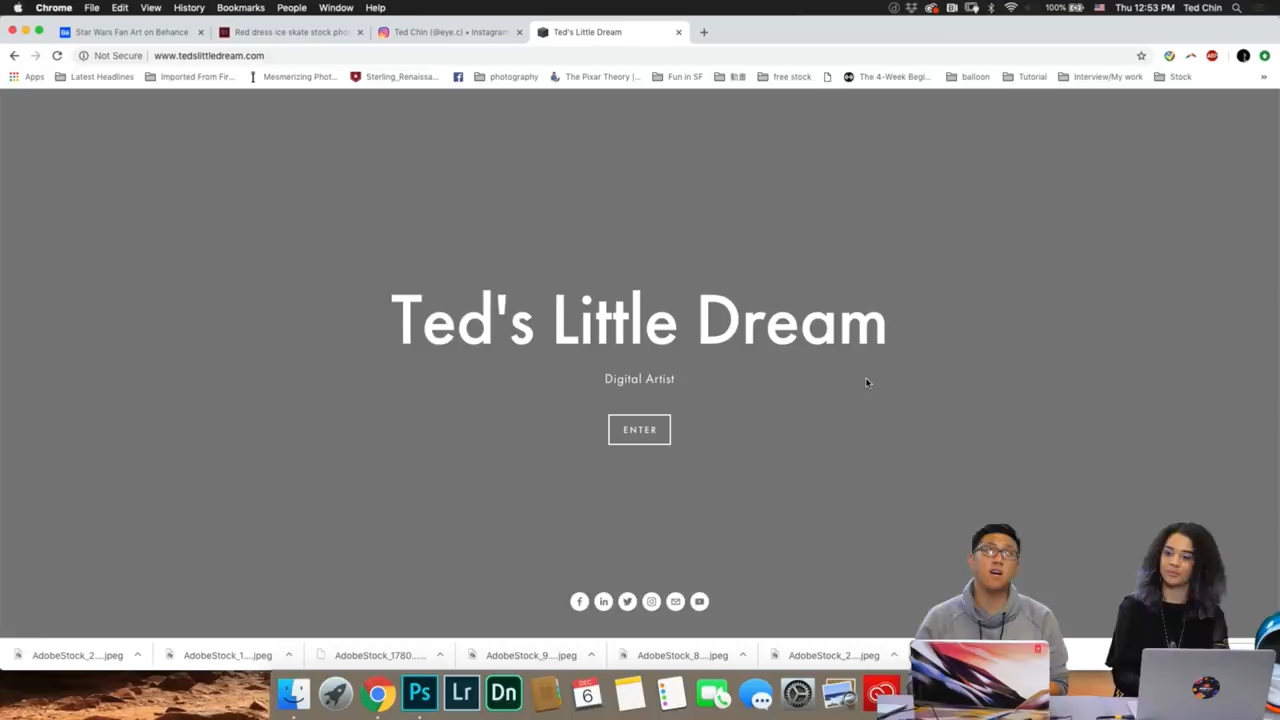 Chrome File Edit View History Bookmarks People Window Help 100% Thu 12:53 PM Ted Chin
Star Wars Fan Art on Behance Red dress ice skate stock pho Ted Chin (@eye.c) • Instagram Ted's Little Dream
Not Secure www.tedslittledream.com
Apps Latest Headlines Imported From Fir... Mesmerizing Phot... Sterling_Renaissa... photography The Pixar Theory |... Fun in SF 動畫 free stock The 4-Week Begi... balloon Tutorial Interview/My work Stock
Ted's Little Dream
Digital Artist
ENTER
AdobeStock_2....jpeg AdobeStock_1....jpeg AdobeStock_1780..... AdobeStock_9....jpeg AdobeStock_8....jpeg AdobeStock_2....jpeg
Ps Lr DEC 6 Dn